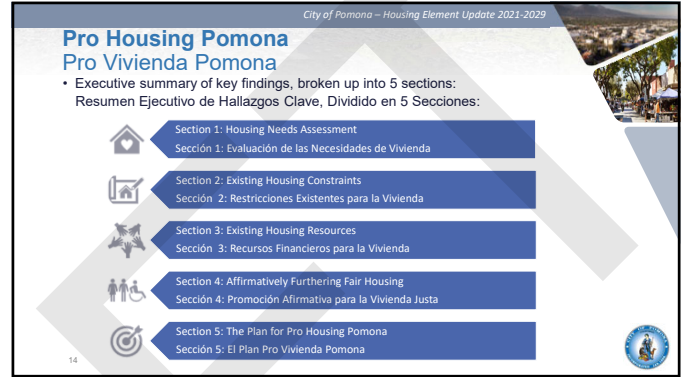 City of Pomona – Housing Element Update 2021-2029
Pro Housing Pomona
Pro Vivienda Pomona
• Executive summary of key findings, broken up into 5 sections:
Resumen Ejecutivo de Hallazgos Clave, Dividido en 5 Secciones:
Section 1: Housing Needs Assessment
Sección 1: Evaluación de las Necesidades de Vivienda
Section 2: Existing Housing Constraints
Sección 2: Restricciones Existentes para la Vivienda
Section 3: Existing Housing Resources
Sección 3: Recursos Financieros para la Vivienda
Section 4: Affirmatively Furthering Fair Housing
Sección 4: Promoción Afirmativa para la Vivienda Justa
Section 5: The Plan for Pro Housing Pomona
Sección 5: El Plan Pro Vivienda Pomona
14